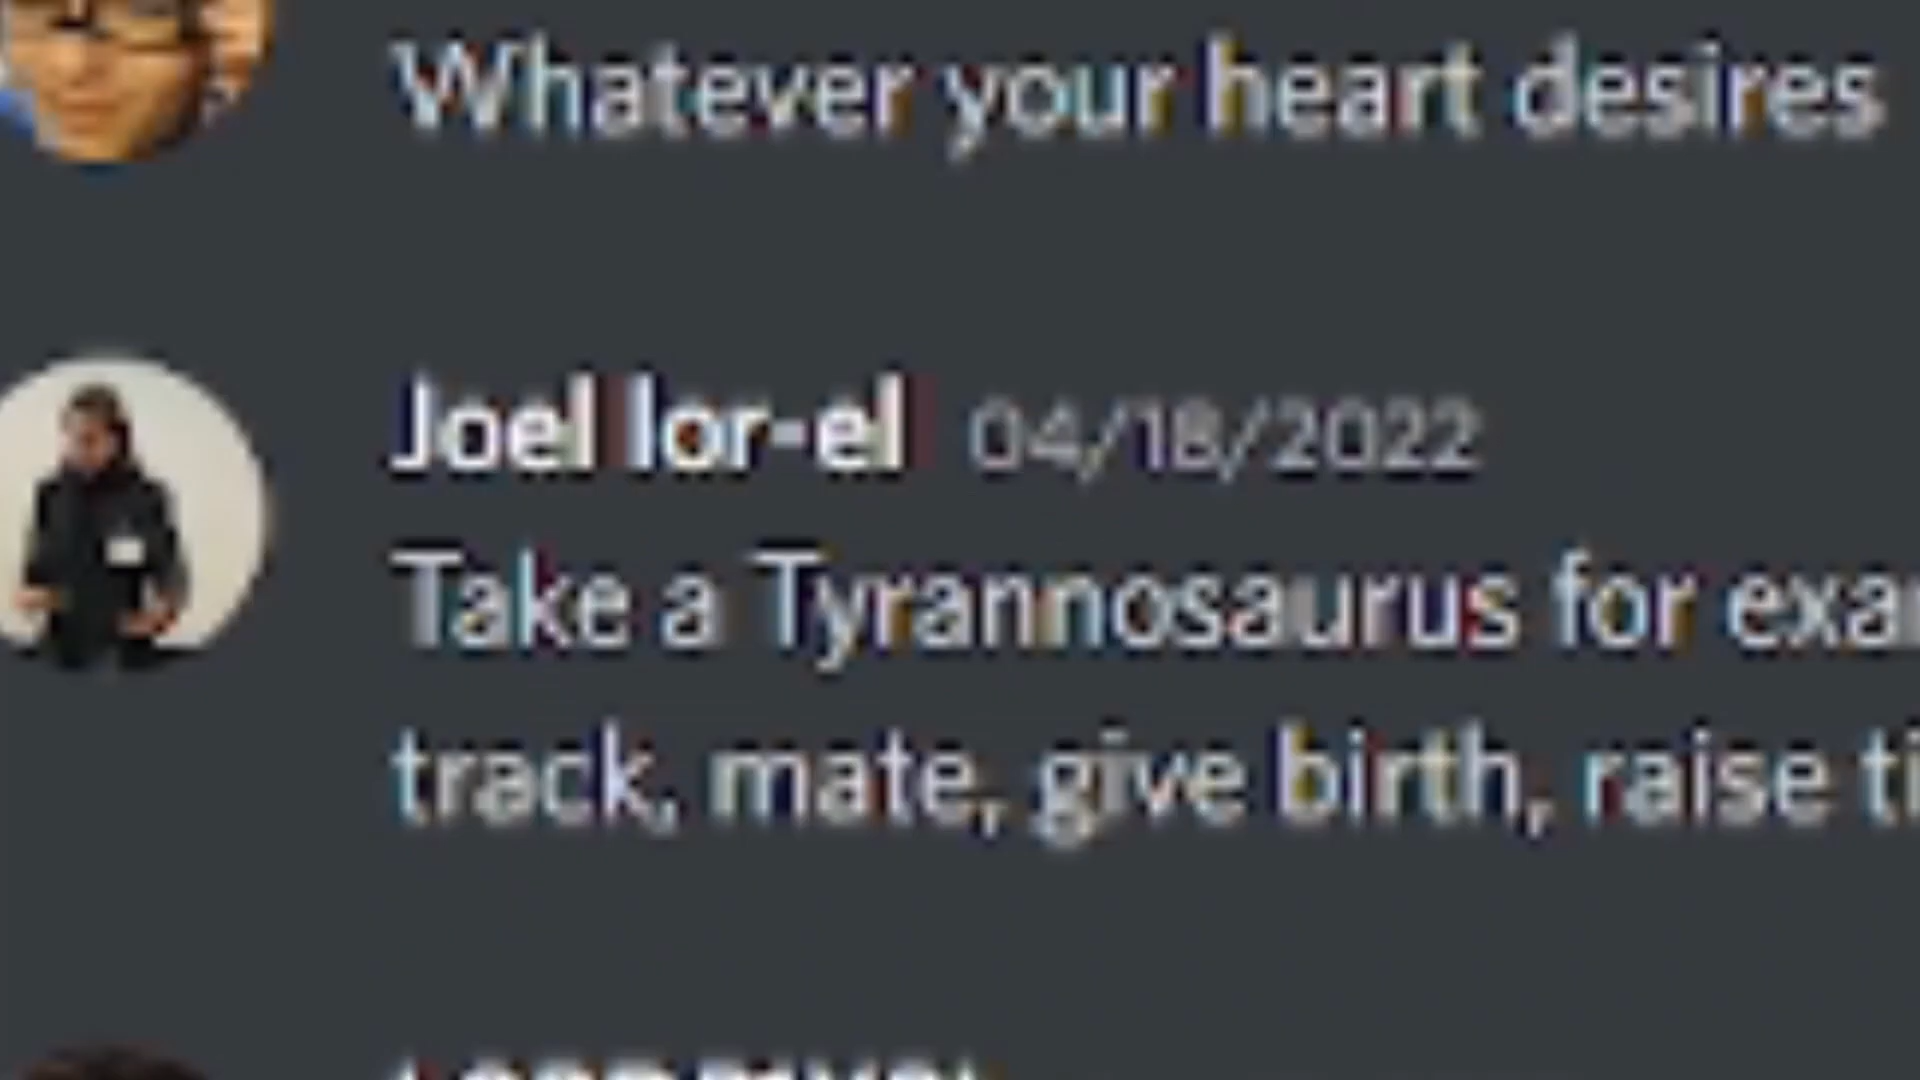 Whatever your heart desires
Joel lor-el 04/18/2022
Take a Tyrannosaurus for exa
track, mate, give birth, raise ti